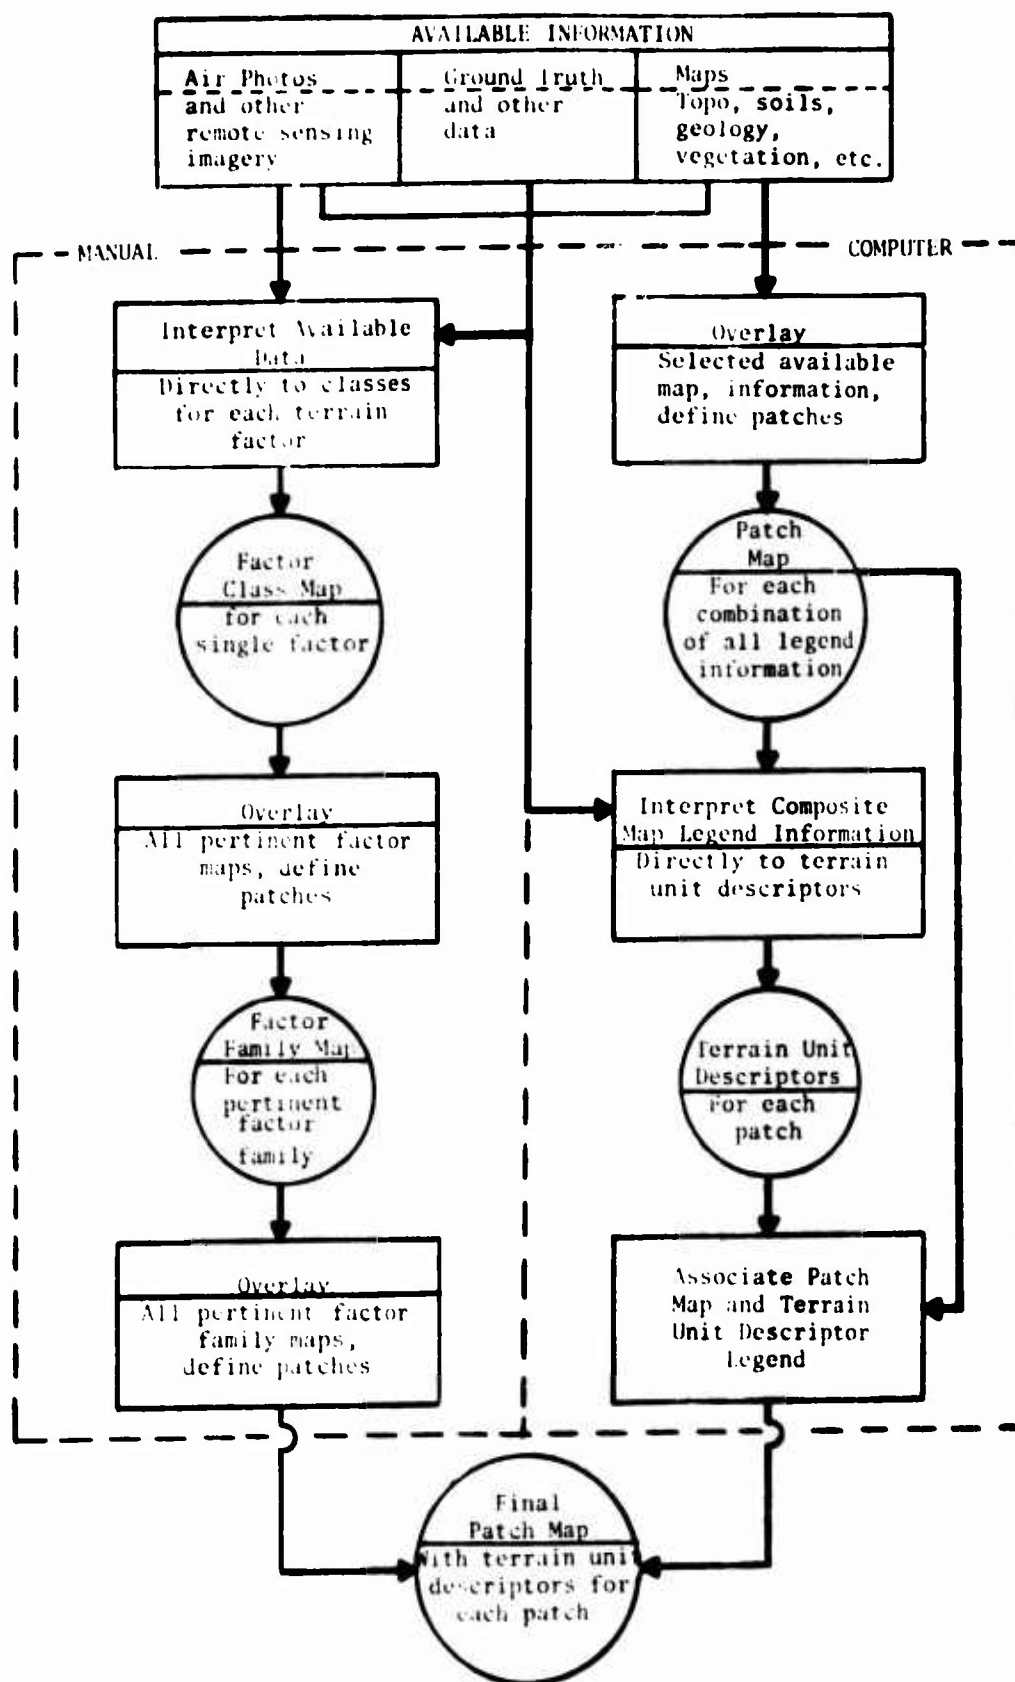 AVAILABLE INFORMATION
Air Photos
and other
remote sensing
imagery
Ground Truth
and other
data
Maps
Topo, soils,
geology,
vegetation, etc.
MANUAL
COMPUTER
Interpret Available
Data
Directly to classes
for each terrain
factor
Factor
Class Map
for each
single factor
Overlay
All pertinent factor
maps, define
patches
Factor
Family Map
For each
pertinent
factor
family
Overlay
All pertinent factor
family maps,
define patches
Overlay
Selected available
map, information,
define patches
Patch
Map
For each
combination
of all legend
information
Interpret Composite
Map Legend Information
Directly to terrain
unit descriptors
Terrain Unit
Descriptors
For each
patch
Associate Patch
Map and Terrain
Unit Descriptor
Legend
Final
Patch Map
With terrain unit
descriptors for
each patch